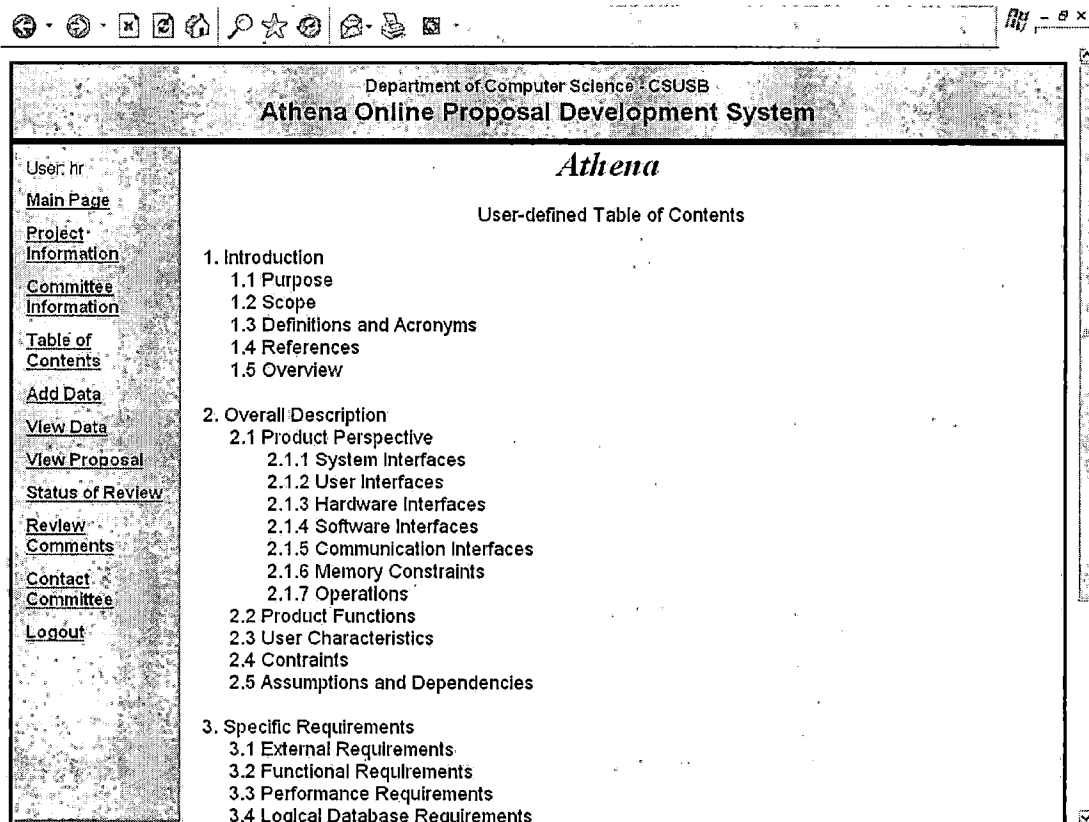 Department of Computer Science - CSUSB
Athena Online Proposal Development System
User: hr
Main Page
Project
Information
Committee
Information
Table of
Contents
Add Data
View Data
View Proposal
Status of Review
Review
Comments
Contact
Committee
Logout
Athena
User-defined Table of Contents
1. Introduction
1.1 Purpose
1.2 Scope
1.3 Definitions and Acronyms
1.4 References
1.5 Overview
2. Overall Description
2.1 Product Perspective
2.1.1 System Interfaces
2.1.2 User Interfaces
2.1.3 Hardware Interfaces
2.1.4 Software Interfaces
2.1.5 Communication Interfaces
2.1.6 Memory Constraints
2.1.7 Operations
2.2 Product Functions
2.3 User Characteristics
2.4 Contraints
2.5 Assumptions and Dependencies
3. Specific Requirements
3.1 External Requirements
3.2 Functional Requirements
3.3 Performance Requirements
3.4 Logical Database Requirements